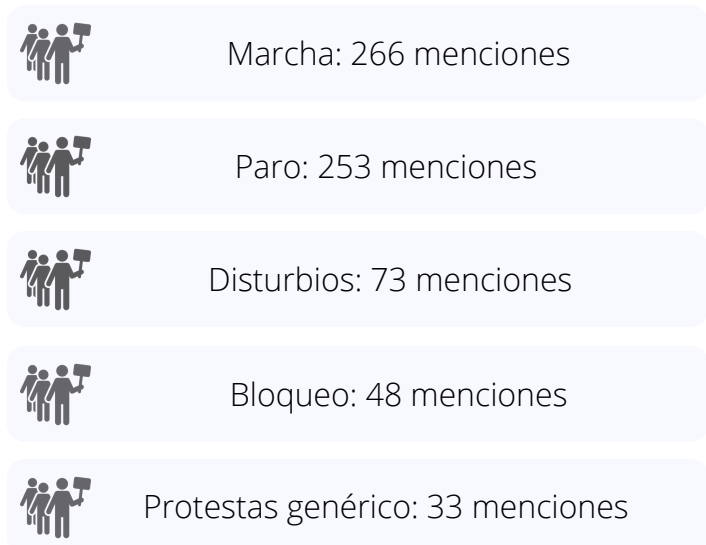 Marcha: 266 menciones
Paro: 253 menciones
Disturbios: 73 menciones
Bloqueo: 48 menciones
Protestas genérico: 33 menciones